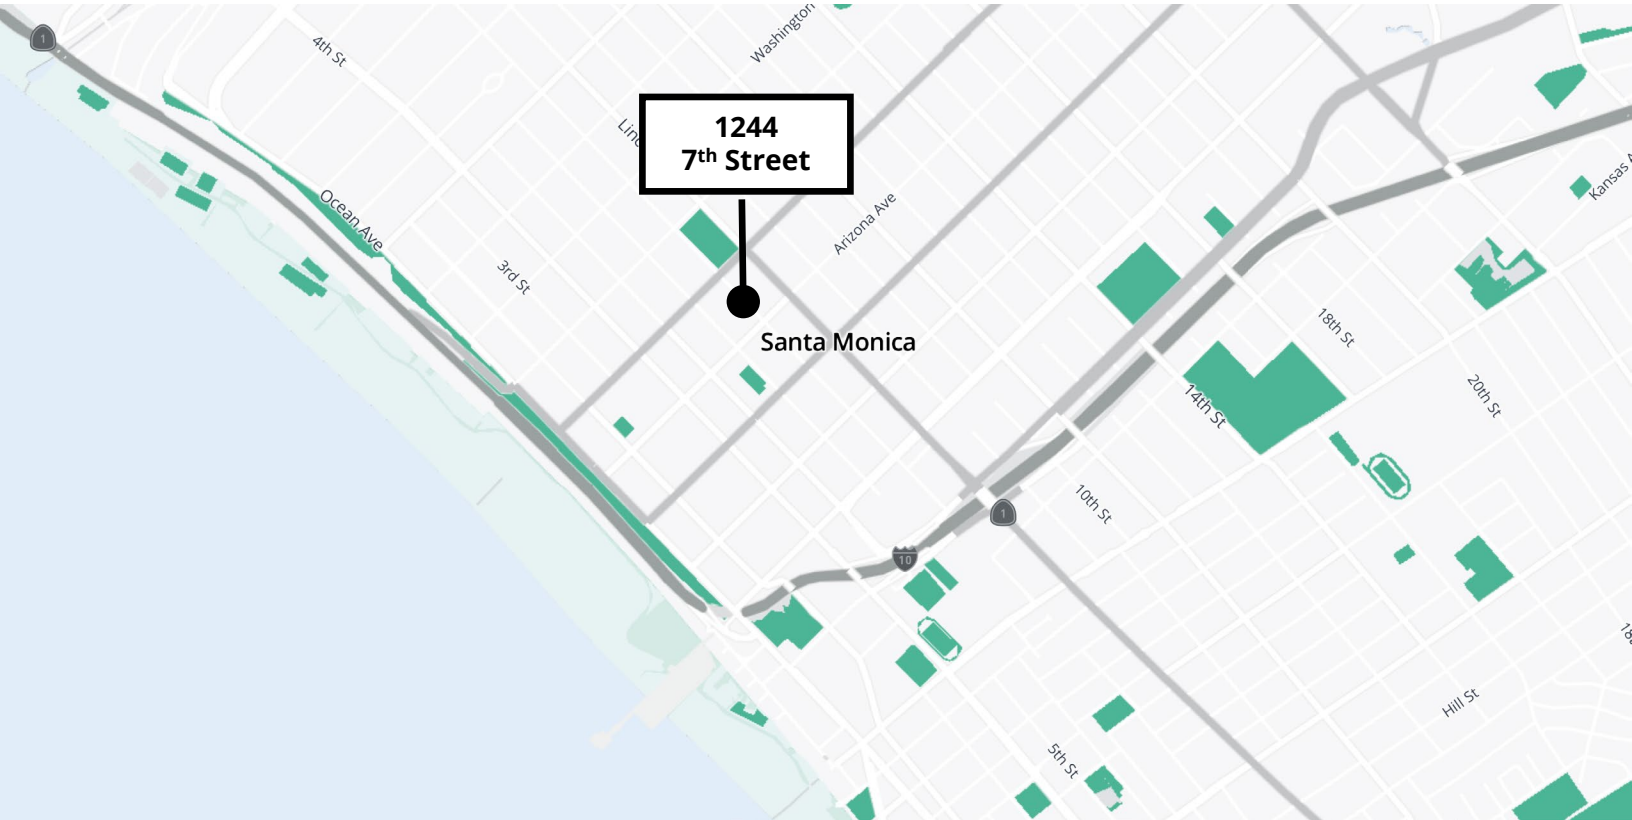 1
4th St
Washington
1244
7th Street
Ocean Ave
Arizona Ave
Kansas
3rd St
Santa Monica
18th St
14th St
20th St
10th St
1
10
Hill St
5th St